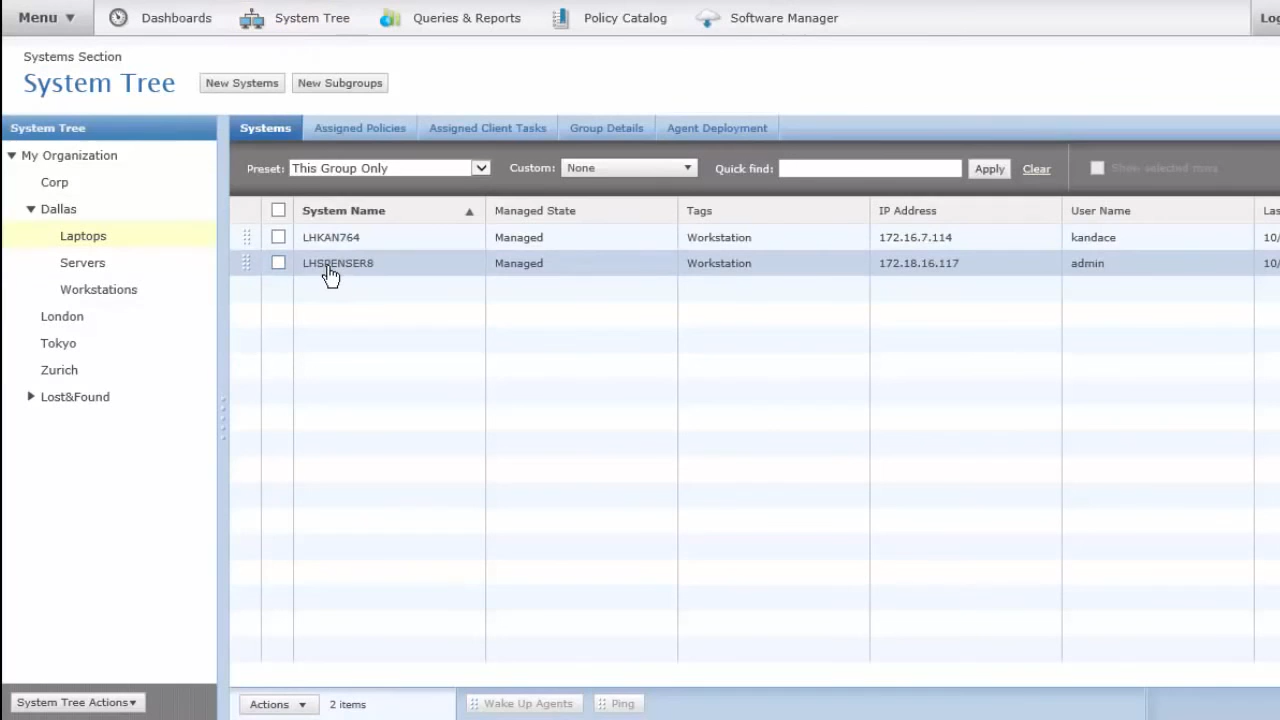 Menu Dashboards System Tree Queries & Reports Policy Catalog Software Manager
Systems Section
System Tree New Systems New Subgroups
System Tree
My Organization
Corp
Dallas
Laptops
Servers
Workstations
London
Tokyo
Zurich
Lost&Found
System Tree Actions
Systems Assigned Policies Assigned Client Tasks Group Details Agent Deployment
Preset: This Group Only Custom: None Quick find: Apply Clear Show selected rows
System Name Managed State Tags IP Address User Name
LHKAN764 Managed Workstation 172.16.7.114 kandace 10/
LHSPENSER8 Managed Workstation 172.18.16.117 admin 10/
Actions 2 items Wake Up Agents Ping